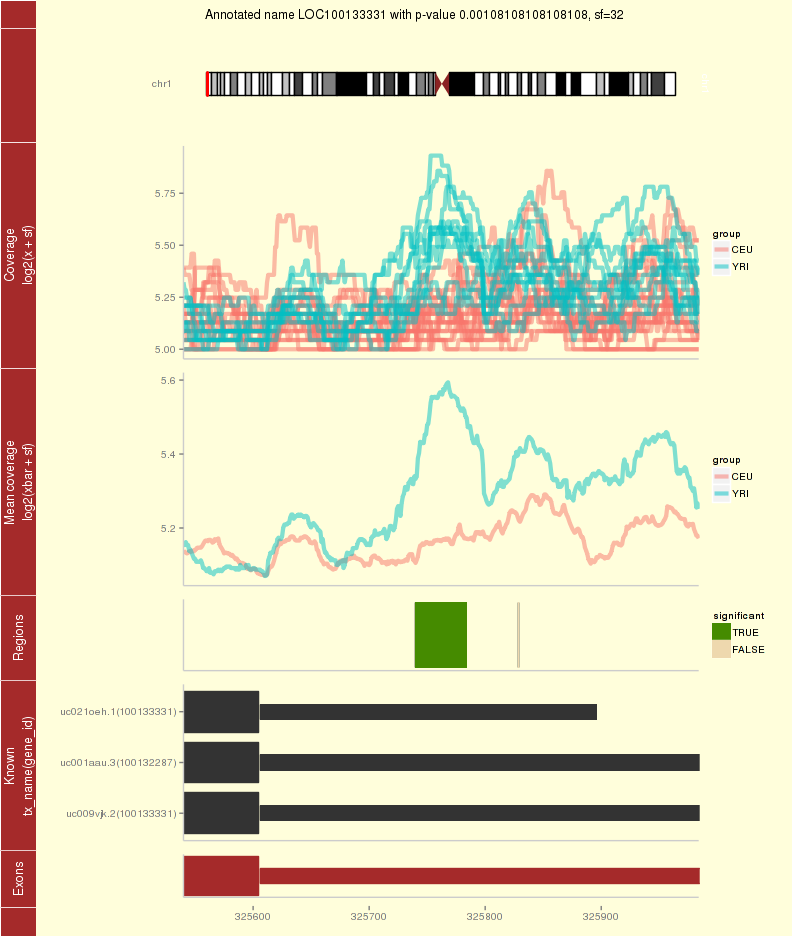 Annotated name LOC100133331 with p-value 0.00108108108108108, sf=32
chr1
Coverage
log2(x + sf)
5.75
5.50
5.25
5.00
group
CEU
YRI
Mean coverage
log2(xbar + sf)
5.6
5.4
5.2
group
CEU
YRI
Regions
significant
TRUE
FALSE
Known
tx_name(gene_id)
uc021oeh.1(100133331)
uc001aau.3(100132287)
uc009vjk.2(100133331)
Exons
325600
325700
325800
325900